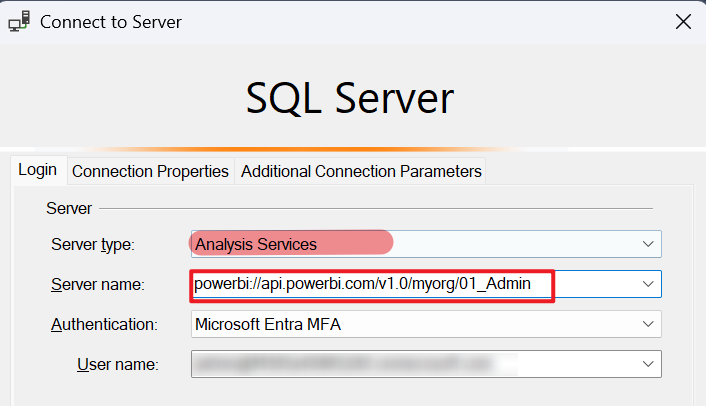 Connect to Server
SQL Server
Login Connection Properties Additional Connection Parameters
Server
Server type: Analysis Services
Server name: powerbi://api.powerbi.com/v1.0/myorg/01_Admin
Authentication: Microsoft Entra MFA
User name: